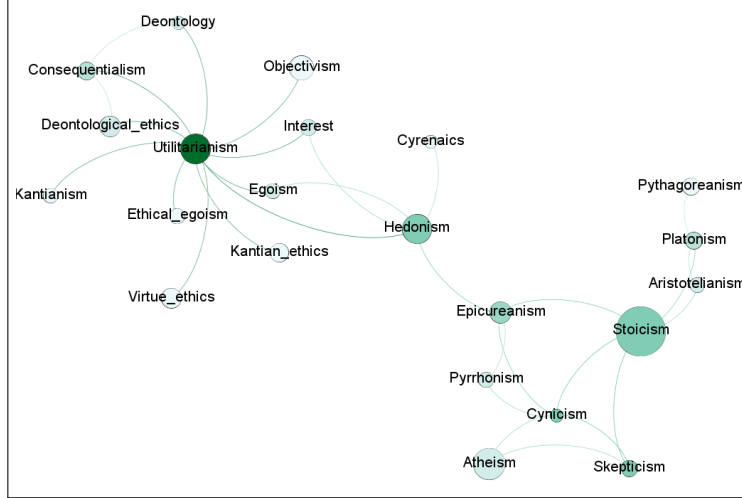 Deontology
Consequentialism
Objectivism
Deontological_ethics
Interest
Utilitarianism
Cyrenaics
Kantianism
Egoism
Pythagoreanism
Ethical_egoism
Hedonism
Platonism
Kantian_ethics
Aristotelianism
Virtue_ethics
Epicureanism
Stoicism
Pyrrhonism
Cynicism
Atheism
Skepticism